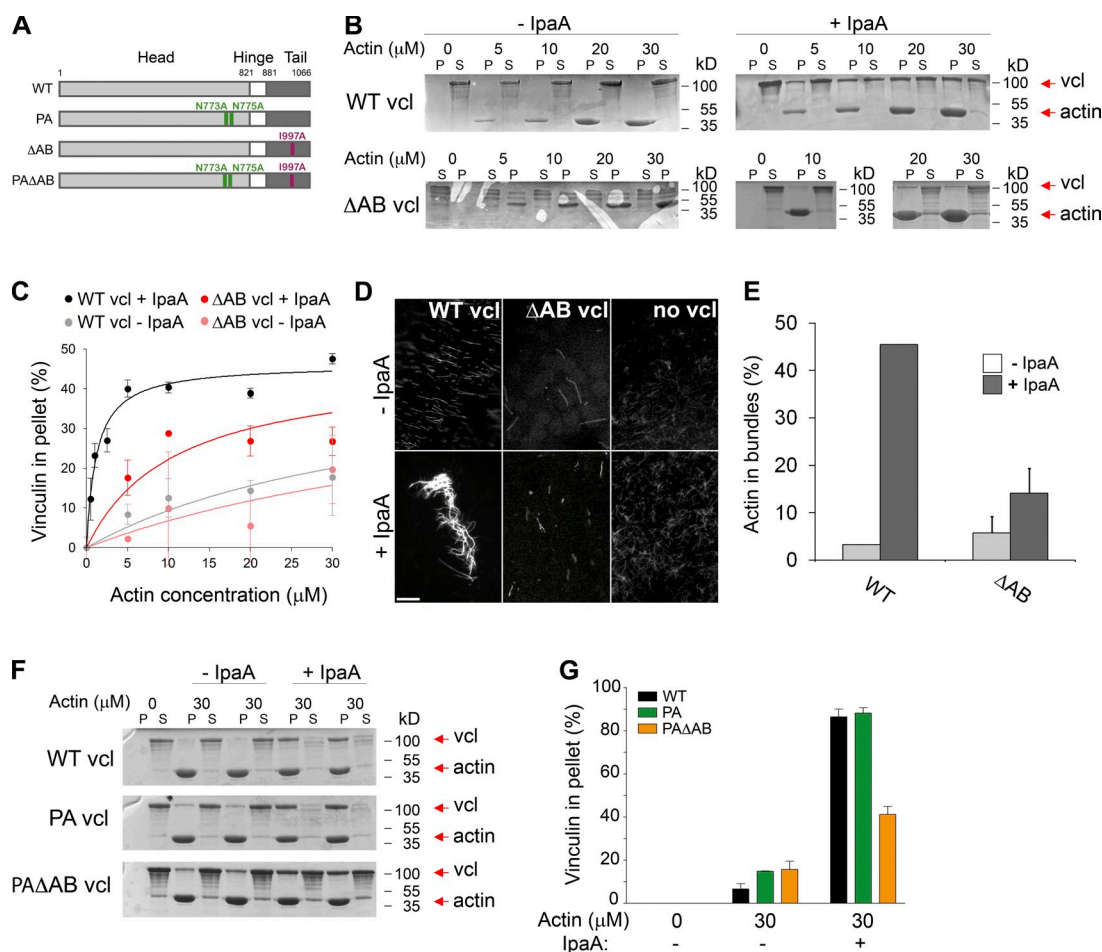 A
Head Hinge Tail
1 821 881 1066
WT
N773A N775A
PA
I997A
ΔAB
N773A N775A I997A
PAΔAB
B
- IpaA + IpaA
Actin (μM) 0 5 10 20 30 Actin (μM) 0 5 10 20 30
P S P S P S P S P S kD P S P S P S P S P S kD
WT vcl
- 100 - 100 vcl
- 55 - 55
- 35 - 35 actin
Actin (μM) 0 5 10 20 30 Actin (μM) 0 10 20 30
S P S P S P S P S P kD P S P S kD P S P S kD
ΔAB vcl
- 100 - 100 - 100 vcl
- 55 - 55 - 55
- 35 - 35 - 35 actin
C
WT vcl + IpaA ΔAB vcl + IpaA
WT vcl - IpaA ΔAB vcl - IpaA
Vinculin in pellet (%)
50
40
30
20
10
0
0 5 10 15 20 25 30
Actin concentration (μM)
D
WT vcl ΔAB vcl no vcl
- IpaA
+ IpaA
E
Actin in bundles (%)
50
40
30
20
10
0
- IpaA
+ IpaA
WT ΔAB
F
- IpaA + IpaA
Actin (μM) 0 30 30 30 30
P S P S P S P S P S kD
WT vcl
- 100 vcl
- 55
- 35 actin
PA vcl
- 100 vcl
- 55
- 35 actin
PAΔAB vcl
- 100 vcl
- 55
- 35 actin
G
WT
PA
PAΔAB
Vinculin in pellet (%)
100
80
60
40
20
0
Actin (μM) 0 30 30
IpaA: - - +